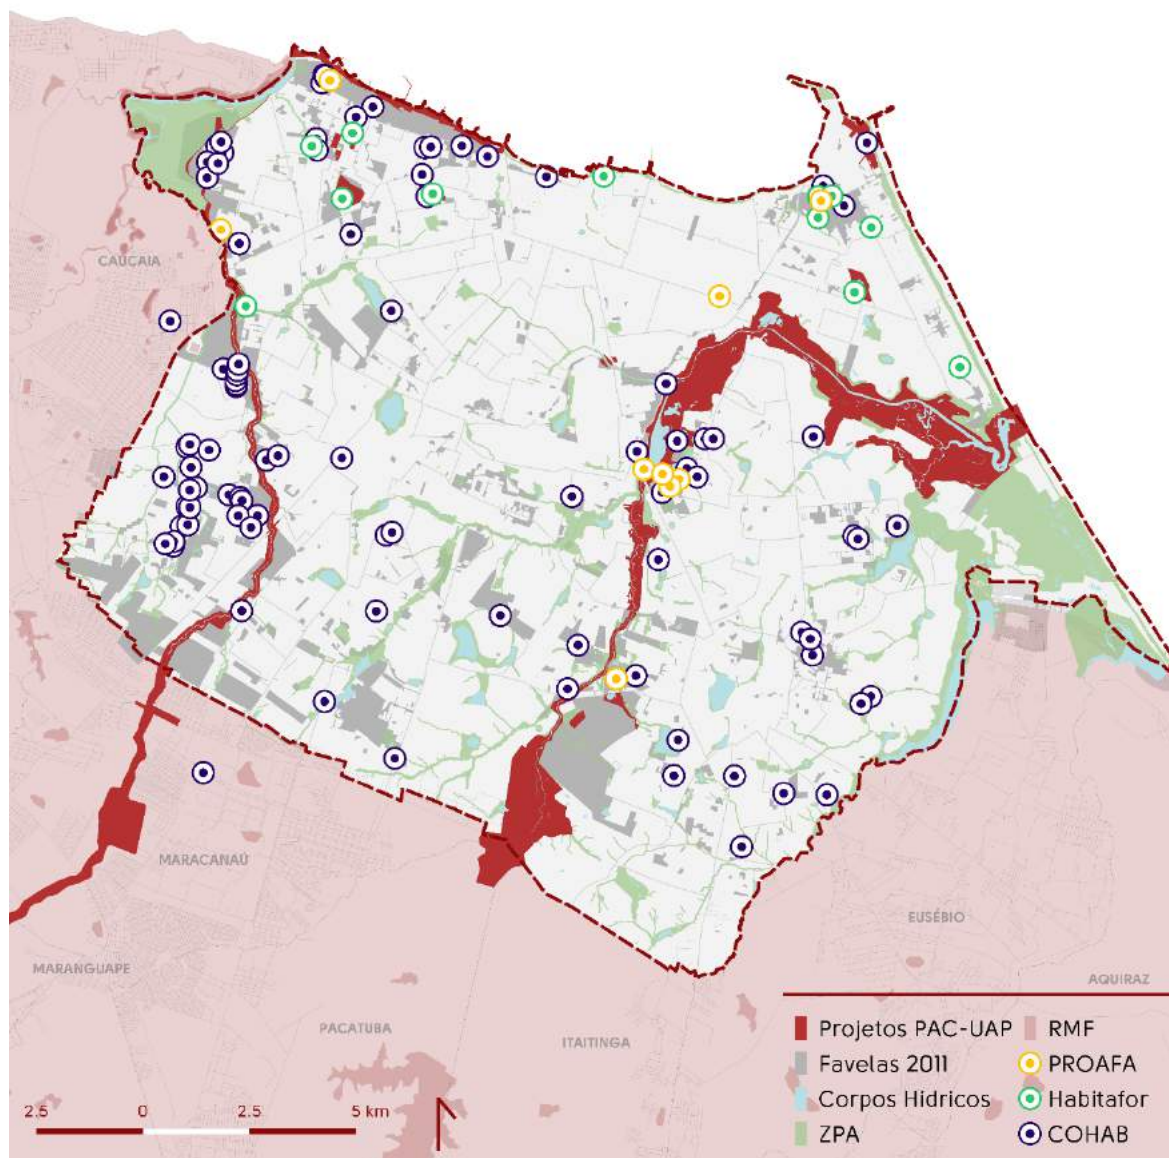 CAUCAIA
MARACANAÚ
EUSÉBIO
MARANGUAPE
AQUIRAZ
PACATUBA
ITAITINGA
Projetos PAC-UAP
Favelas 2011
Corpos Hídricos
ZPA
RMF
PROAFA
Habitafor
COHAB
2.5 0 2.5 5 km